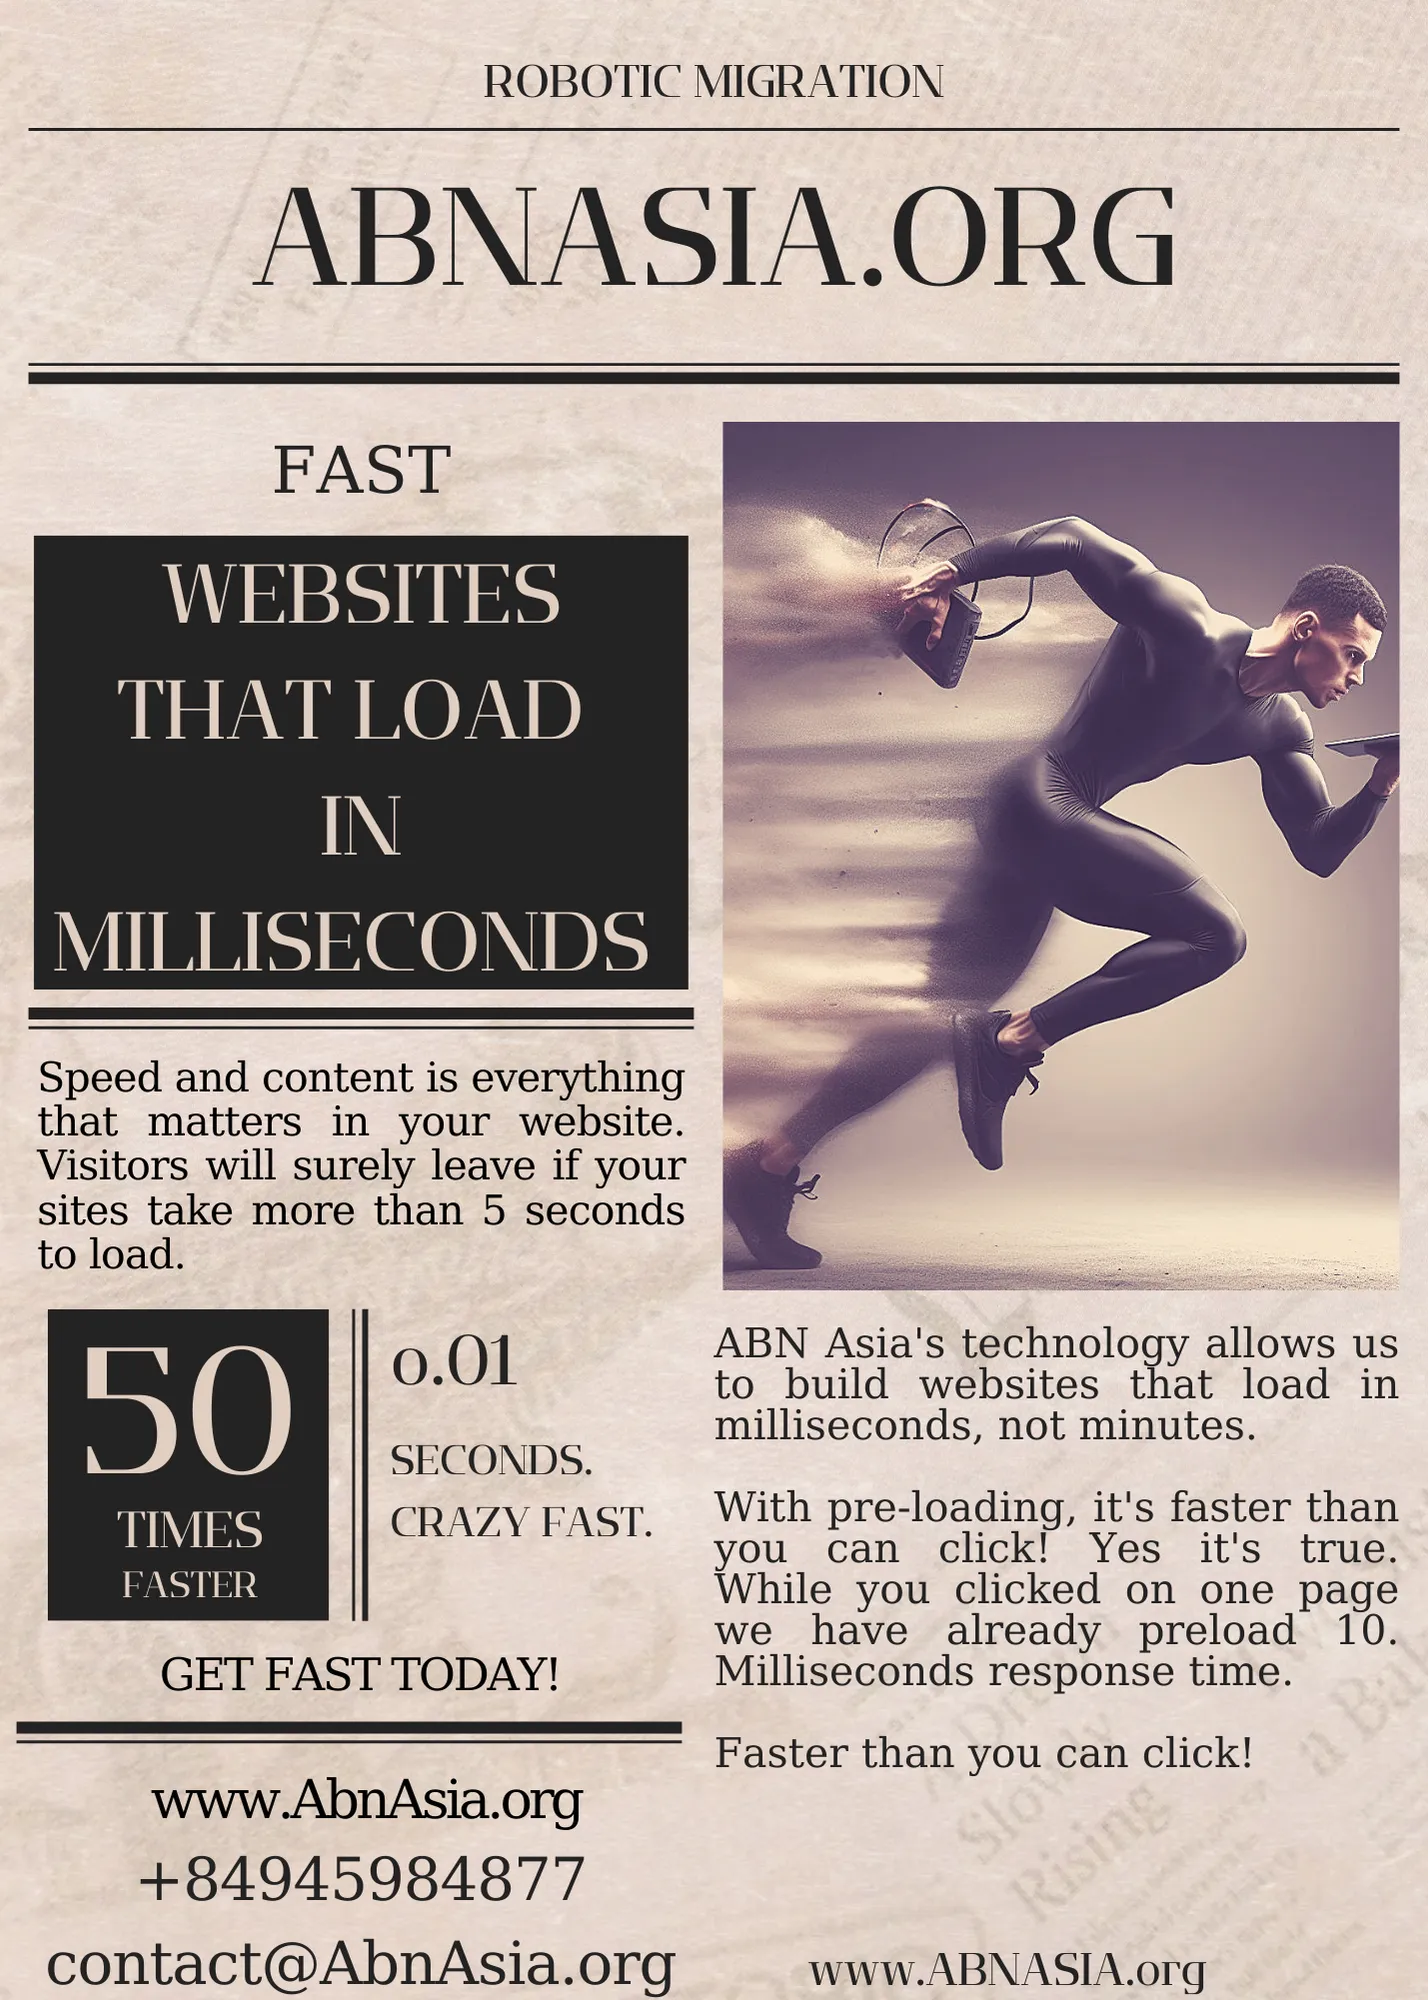 ROBOTIC MIGRATION
ABNASIA.ORG
FAST
WEBSITES
THAT LOAD
IN
MILLISECONDS
Speed and content is everything
that matters in your website.
Visitors will surely leave if your
sites take more than 5 seconds
to load.
50
TIMES
FASTER
o.01
SECONDS.
CRAZY FAST.
GET FAST TODAY!
www.AbnAsia.org
+84945984877
contact@AbnAsia.org
ABN Asia's technology allows us
to build websites that load in
milliseconds, not minutes.
With pre-loading, it's faster than
you can click! Yes it's true.
While you clicked on one page
we have already preload 10.
Milliseconds response time.
Faster than you can click!
Slowly
Rising
www.ABNASIA.org